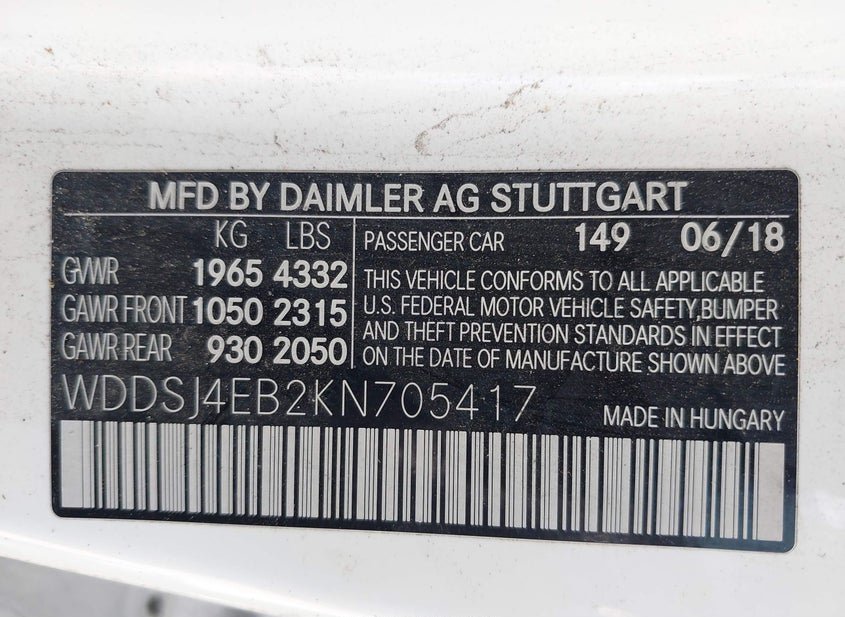 MFD BY DAIMLER AG STUTTGART
KG LBS
GVWR 1965 4332
GAWR FRONT 1050 2315
GAWR REAR 930 2050
PASSENGER CAR 149 06/18
THIS VEHICLE CONFORMS TO ALL APPLICABLE
U.S. FEDERAL MOTOR VEHICLE SAFETY,BUMPER
AND THEFT PREVENTION STANDARDS IN EFFECT
ON THE DATE OF MANUFACTURE SHOWN ABOVE
WDDSJ4EB2KN705417
MADE IN HUNGARY